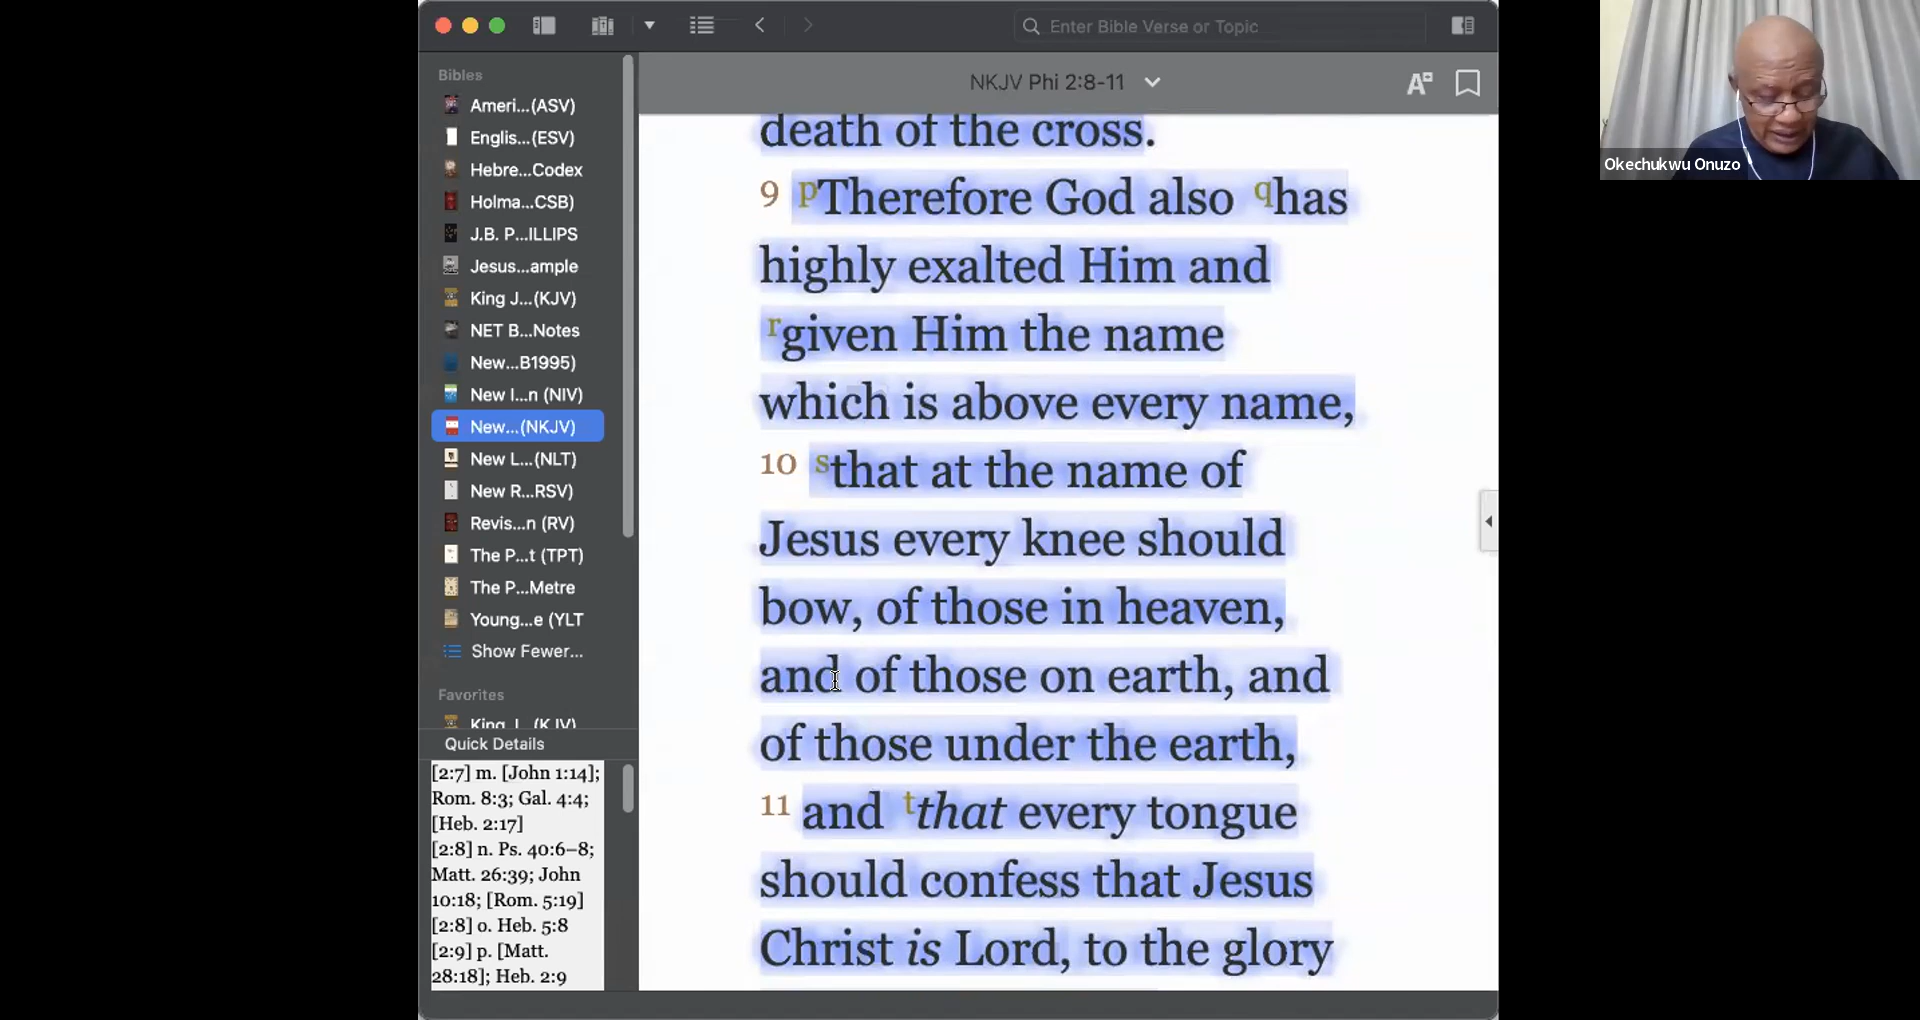 Enter Bible Verse or Topic
NKJV Phi 2:8-11
Bibles
Ameri...(ASV)
Englis...(ESV)
Hebre...Codex
Holma...CSB)
J.B. P...ILLIPS
Jesus...ample
King J...(KJV)
NET B...Notes
New...B1995)
New I...n (NIV)
New...(NKJV)
New L...(NLT)
New R...RSV)
Revis...n (RV)
The P...t (TPT)
The P...Metre
Young...e (YLT
Show Fewer...
Favorites
King J...(KJV)
Quick Details
[2:7] m. [John 1:14];
Rom. 8:3; Gal. 4:4;
[Heb. 2:17]
[2:8] n. Ps. 40:6–8;
Matt. 26:39; John
10:18; [Rom. 5:19]
[2:8] o. Heb. 5:8
[2:9] p. [Matt.
28:18]; Heb. 2:9
death of the cross.
9 pTherefore God also qhas
highly exalted Him and
rgiven Him the name
which is above every name,
10 sthat at the name of
Jesus every knee should
bow, of those in heaven,
and of those on earth, and
of those under the earth,
11 and tthat every tongue
should confess that Jesus
Christ is Lord, to the glory
Okechukwu Onuzo